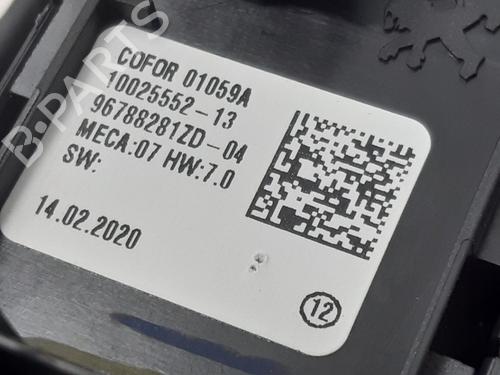 COFOR 01059A
10025552-13
96788281ZD-04
MECA:07 HW:7.0
SW:
14.02.2020
12
B-PARTS